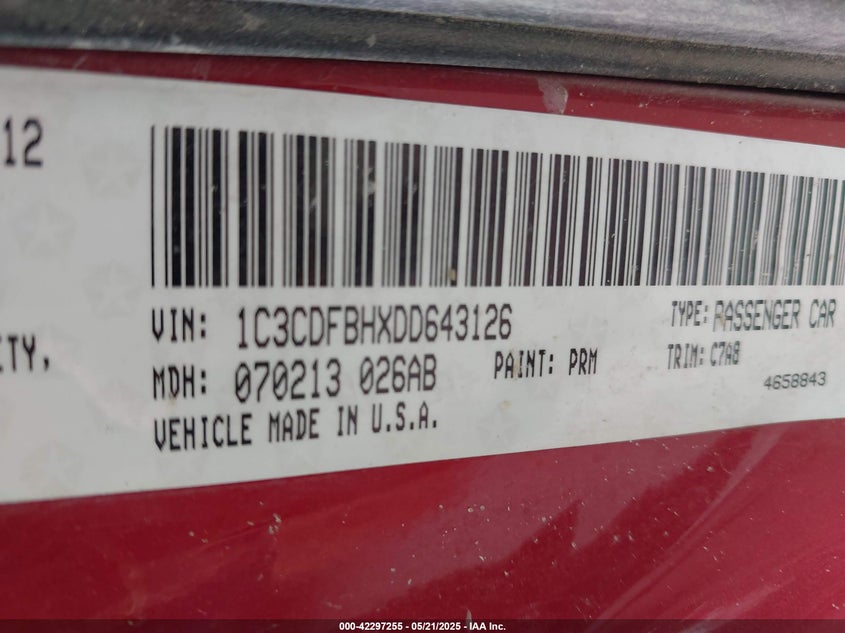 12
ITY,
VIN: 1C3CDFBHXDD643126
TYPE: PASSENGER CAR
MDH: 070213 026AB
PAINT: PRM
TRIM: C7A8
VEHICLE MADE IN U.S.A.
4658843
000-42297255 - 05/21/2025 - IAA Inc.